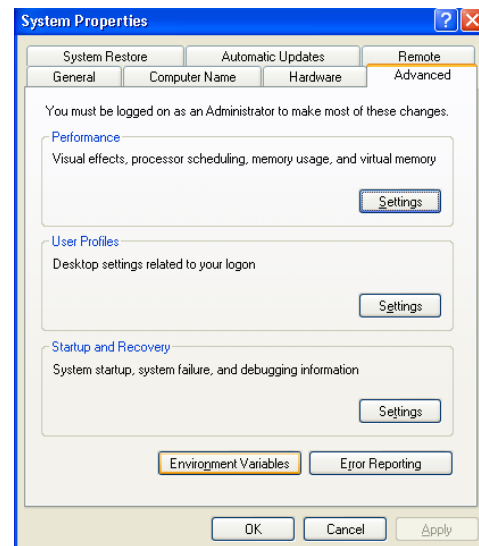 System Properties
System Restore Automatic Updates Remote
General Computer Name Hardware Advanced
You must be logged on as an Administrator to make most of these changes.
Performance
Visual effects, processor scheduling, memory usage, and virtual memory
Settings
User Profiles
Desktop settings related to your logon
Settings
Startup and Recovery
System startup, system failure, and debugging information
Settings
Environment Variables Error Reporting
OK Cancel Apply